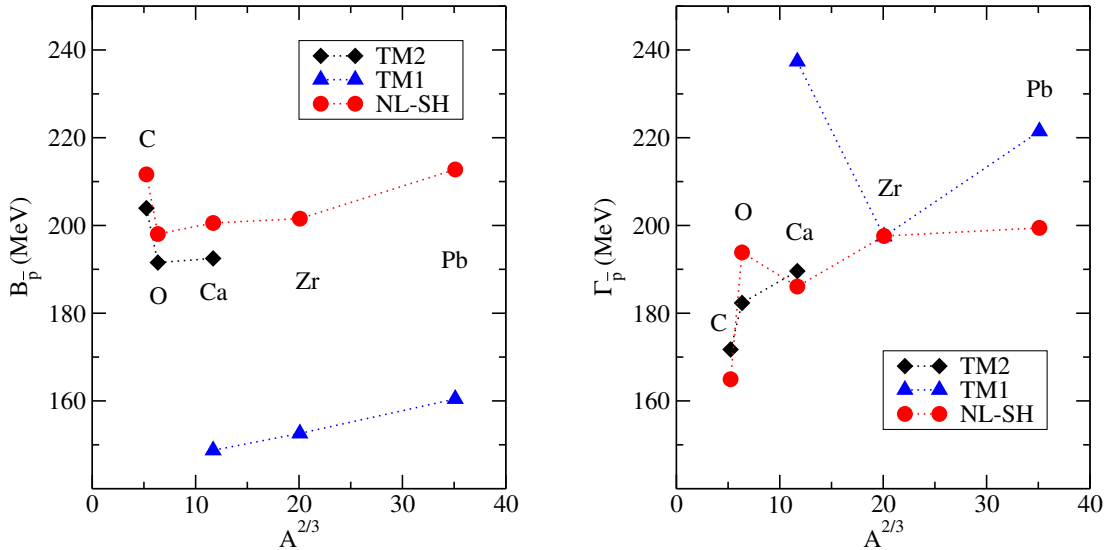 240
220
200
180
160
B_p̄ (MeV)
TM2
TM1
NL-SH
C
O
Ca
Zr
Pb
0 10 20 30 40
A^{2/3}
240
220
200
180
160
Γ_p̄ (MeV)
Pb
Zr
O
Ca
C
TM2
TM1
NL-SH
0 10 20 30 40
A^{2/3}